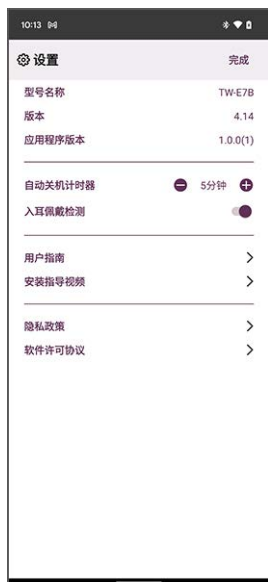 10:13
设置 完成
型号名称 TW-E7B
版本 4.14
应用程序版本 1.0.0(1)
自动关机计时器 5分钟
入耳佩戴检测
用户指南
安装指导视频
隐私政策
软件许可协议